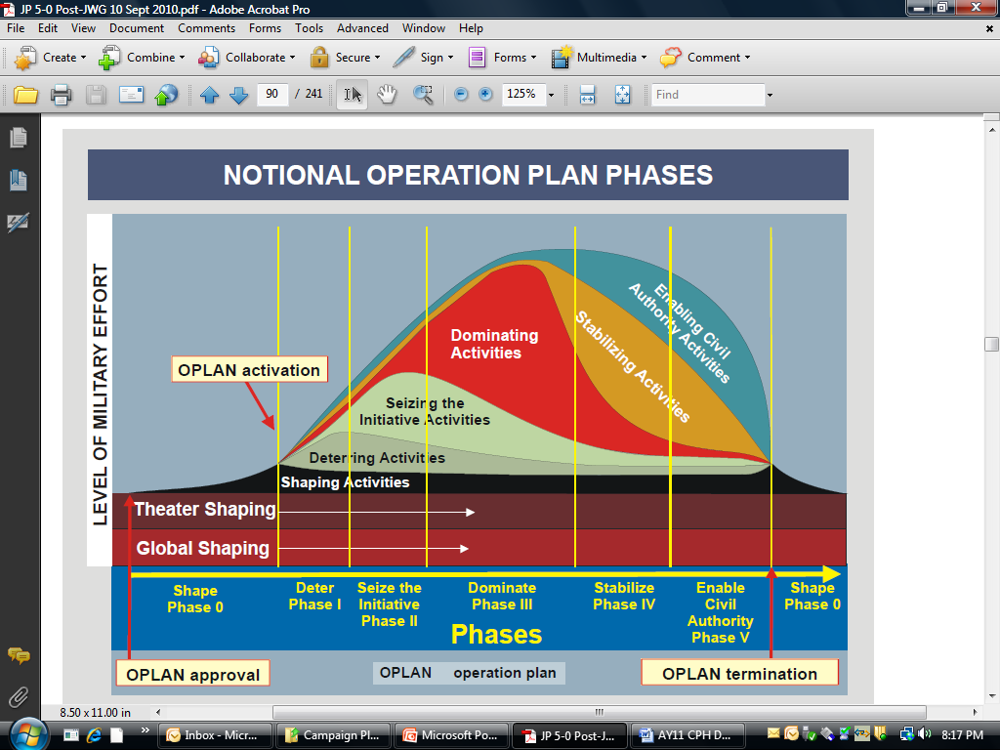 JP 5-0 Post-JWG 10 Sept 2010.pdf - Adobe Acrobat Pro
File Edit View Document Comments Forms Tools Advanced Window Help
Create Combine Collaborate Secure Sign Forms Multimedia Comment
90 / 241 125% Find
NOTIONAL OPERATION PLAN PHASES
LEVEL OF MILITARY EFFORT
Enabling Civil
Authority Activities
Stabilizing Activities
Dominating
Activities
OPLAN activation
Seizing the
Initiative Activities
Deterring Activities
Shaping Activities
Theater Shaping
Global Shaping
Shape
Phase 0
Deter
Phase I
Seize the
Initiative
Phase II
Dominate
Phase III
Stabilize
Phase IV
Enable
Civil
Authority
Phase V
Shape
Phase 0
Phases
OPLAN approval
OPLAN operation plan
OPLAN termination
8.50 x 11.00 in
Inbox - Micr... Campaign Pl... Microsoft Po... JP 5-0 Post-J... AY11 CPH D... 8:17 PM